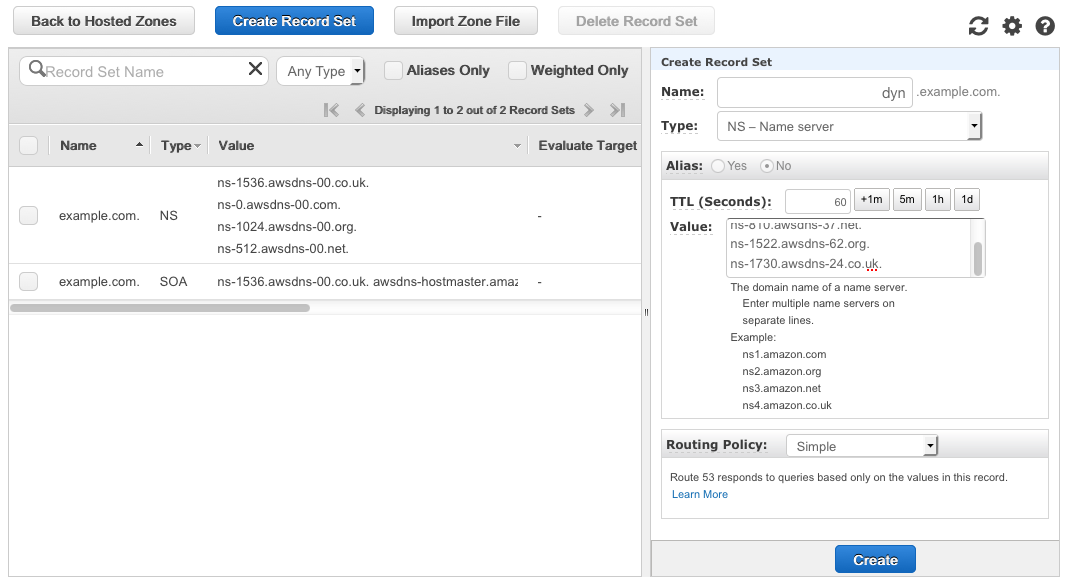 Back to Hosted Zones
Create Record Set
Import Zone File
Delete Record Set
Record Set Name
Any Type
Aliases Only
Weighted Only
Displaying 1 to 2 out of 2 Record Sets
Name
Type
Value
Evaluate Target
example.com.
NS
ns-1536.awsdns-00.co.uk.
ns-0.awsdns-00.com.
ns-1024.awsdns-00.org.
ns-512.awsdns-00.net.
-
example.com.
SOA
ns-1536.awsdns-00.co.uk. awsdns-hostmaster.amaz
-
Create Record Set
Name:
dyn
.example.com.
Type:
NS – Name server
Alias:
Yes
No
TTL (Seconds):
60
+1m
5m
1h
1d
Value:
ns-810.awsdns-37.net.
ns-1522.awsdns-62.org.
ns-1730.awsdns-24.co.uk.
The domain name of a name server.
Enter multiple name servers on
separate lines.
Example:
ns1.amazon.com
ns2.amazon.org
ns3.amazon.net
ns4.amazon.co.uk
Routing Policy:
Simple
Route 53 responds to queries based only on the values in this record.
Learn More
Create